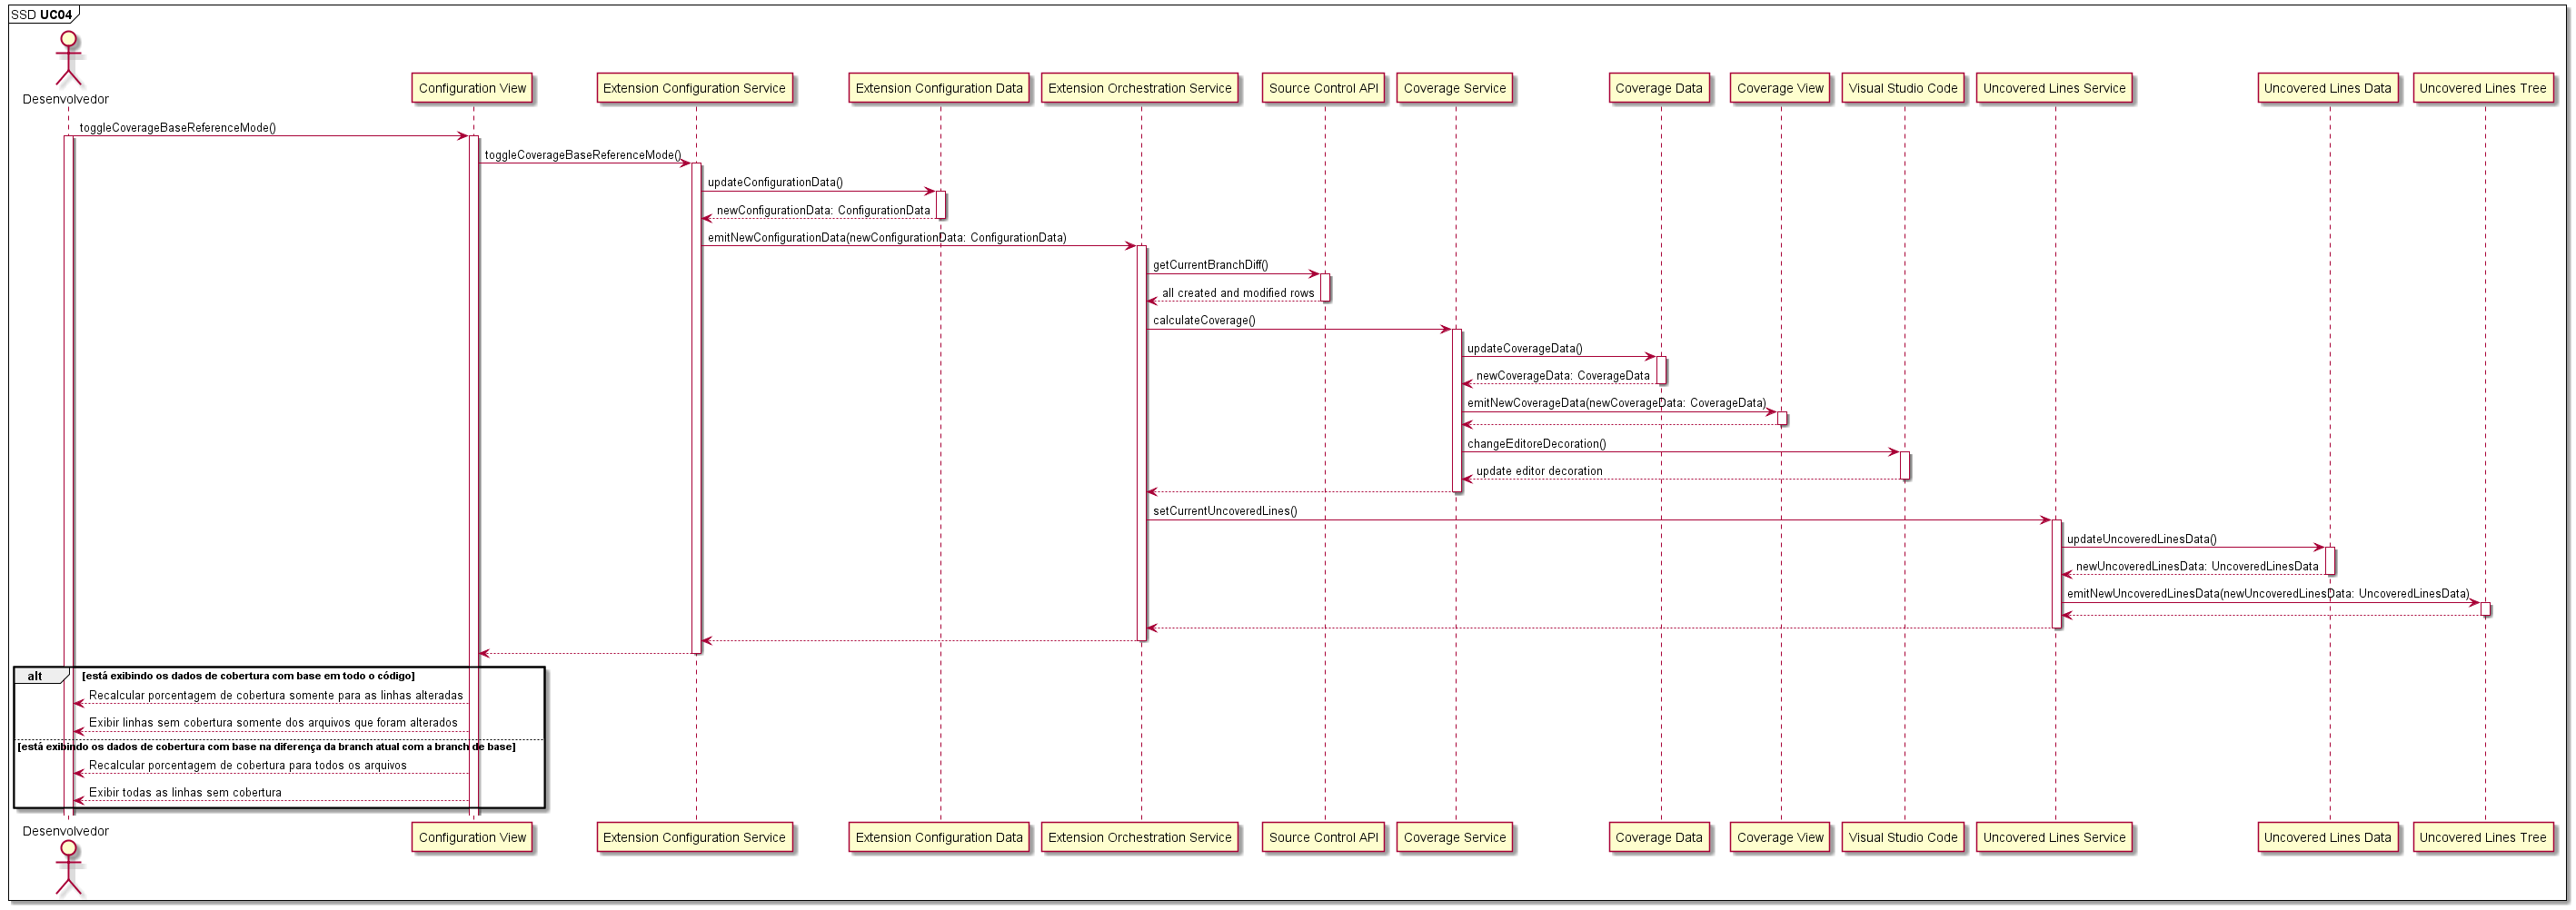 SSD UC04
Desenvolvedor
Configuration View
Extension Configuration Service
Extension Configuration Data
Extension Orchestration Service
Source Control API
Coverage Service
Coverage Data
Coverage View
Visual Studio Code
Uncovered Lines Service
Uncovered Lines Data
Uncovered Lines Tree
toggleCoverageBaseReferenceMode()
toggleCoverageBaseReferenceMode()
updateConfigurationData()
newConfigurationData: ConfigurationData
emitNewConfigurationData(newConfigurationData: ConfigurationData)
getCurrentBranchDiff()
all created and modified rows
calculateCoverage()
updateCoverageData()
newCoverageData: CoverageData
emitNewCoverageData(newCoverageData: CoverageData)
changeEditoreDecoration()
update editor decoration
setCurrentUncoveredLines()
updateUncoveredLinesData()
newUncoveredLinesData: UncoveredLinesData
emitNewUncoveredLinesData(newUncoveredLinesData: UncoveredLinesData)
alt [está exibindo os dados de cobertura com base em todo o código]
Recalcular porcentagem de cobertura somente para as linhas alteradas
Exibir linhas sem cobertura somente dos arquivos que foram alterados
[está exibindo os dados de cobertura com base na diferença da branch atual com a branch de base]
Recalcular porcentagem de cobertura para todos os arquivos
Exibir todas as linhas sem cobertura
Desenvolvedor
Configuration View
Extension Configuration Service
Extension Configuration Data
Extension Orchestration Service
Source Control API
Coverage Service
Coverage Data
Coverage View
Visual Studio Code
Uncovered Lines Service
Uncovered Lines Data
Uncovered Lines Tree